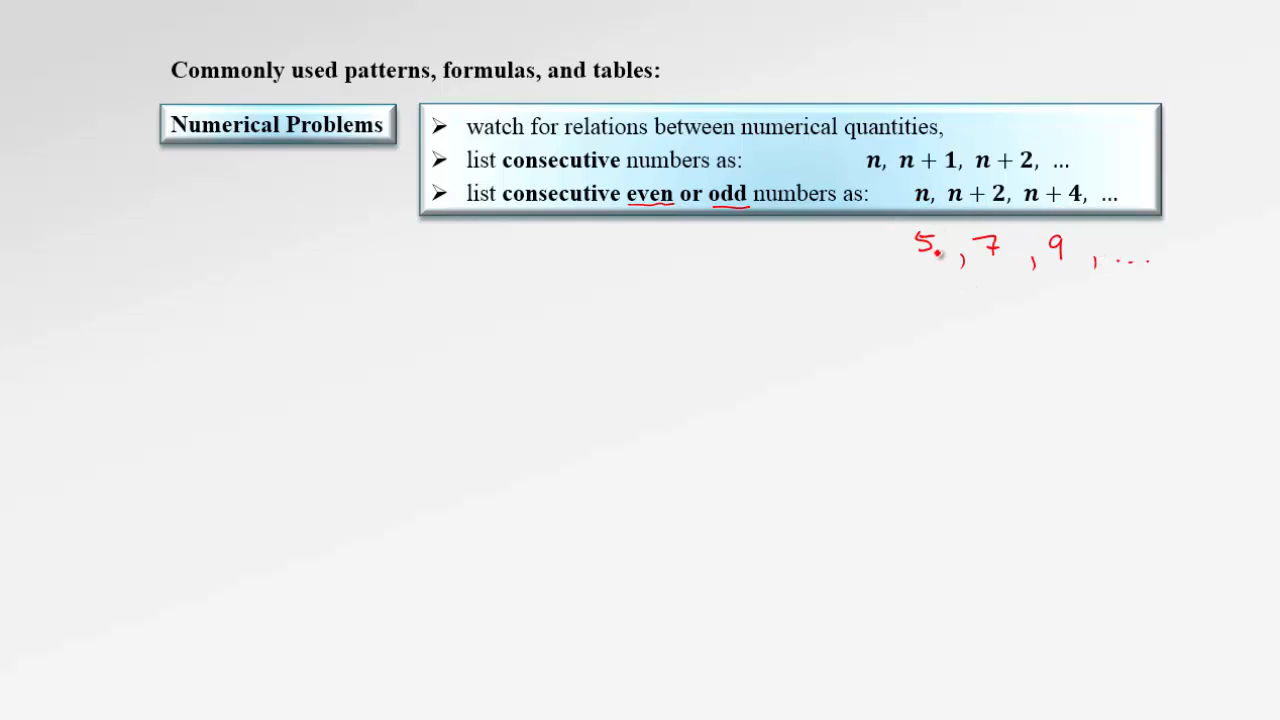 Commonly used patterns, formulas, and tables:
Numerical Problems
➢ watch for relations between numerical quantities,
➢ list consecutive numbers as: n, n + 1, n + 2, ...
➢ list consecutive even or odd numbers as: n, n + 2, n + 4, ...
5, 7, 9, ...